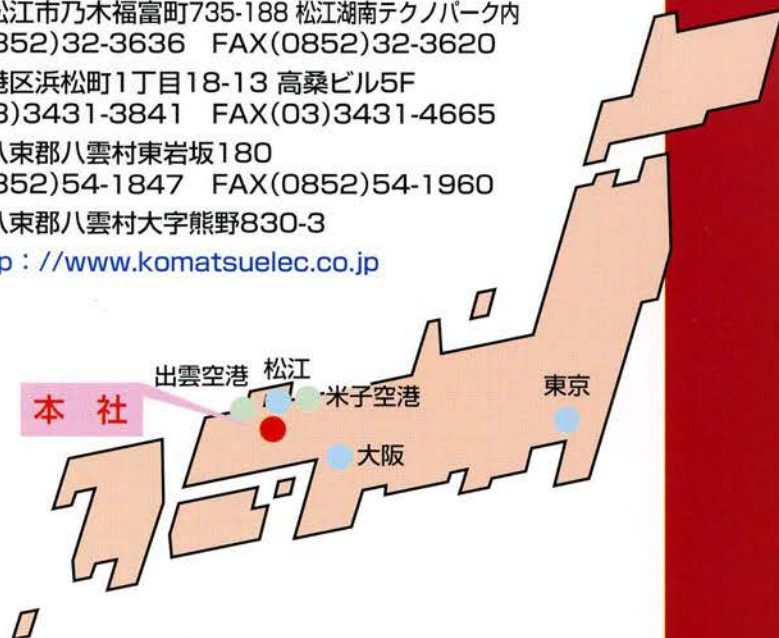 松江市乃木福富町735-188 松江湖南テクノパーク内
852)32-3636 FAX(0852)32-3620
港区浜松町1丁目18-13 高桑ビル5F
3)3431-3841 FAX(03)3431-4665
八束郡八雲村東岩坂180
852)54-1847 FAX(0852)54-1960
八束郡八雲村大字熊野830-3
p：//www.komatsuelec.co.jp
出雲空港
松江
米子空港
東京
本 社
大阪